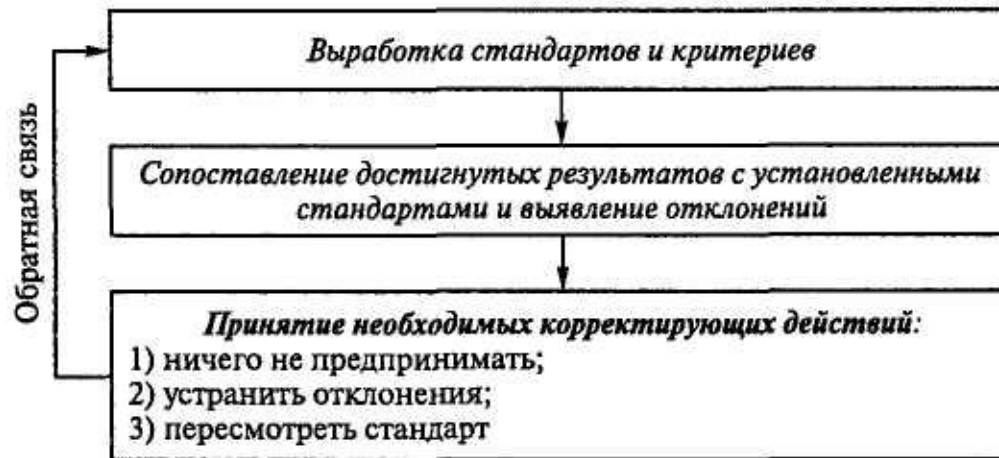 Выработка стандартов и критериев
Обратная связь
Сопоставление достигнутых результатов с установленными
стандартами и выявление отклонений
Принятие необходимых корректирующих действий:
1) ничего не предпринимать;
2) устранить отклонения;
3) пересмотреть стандарт